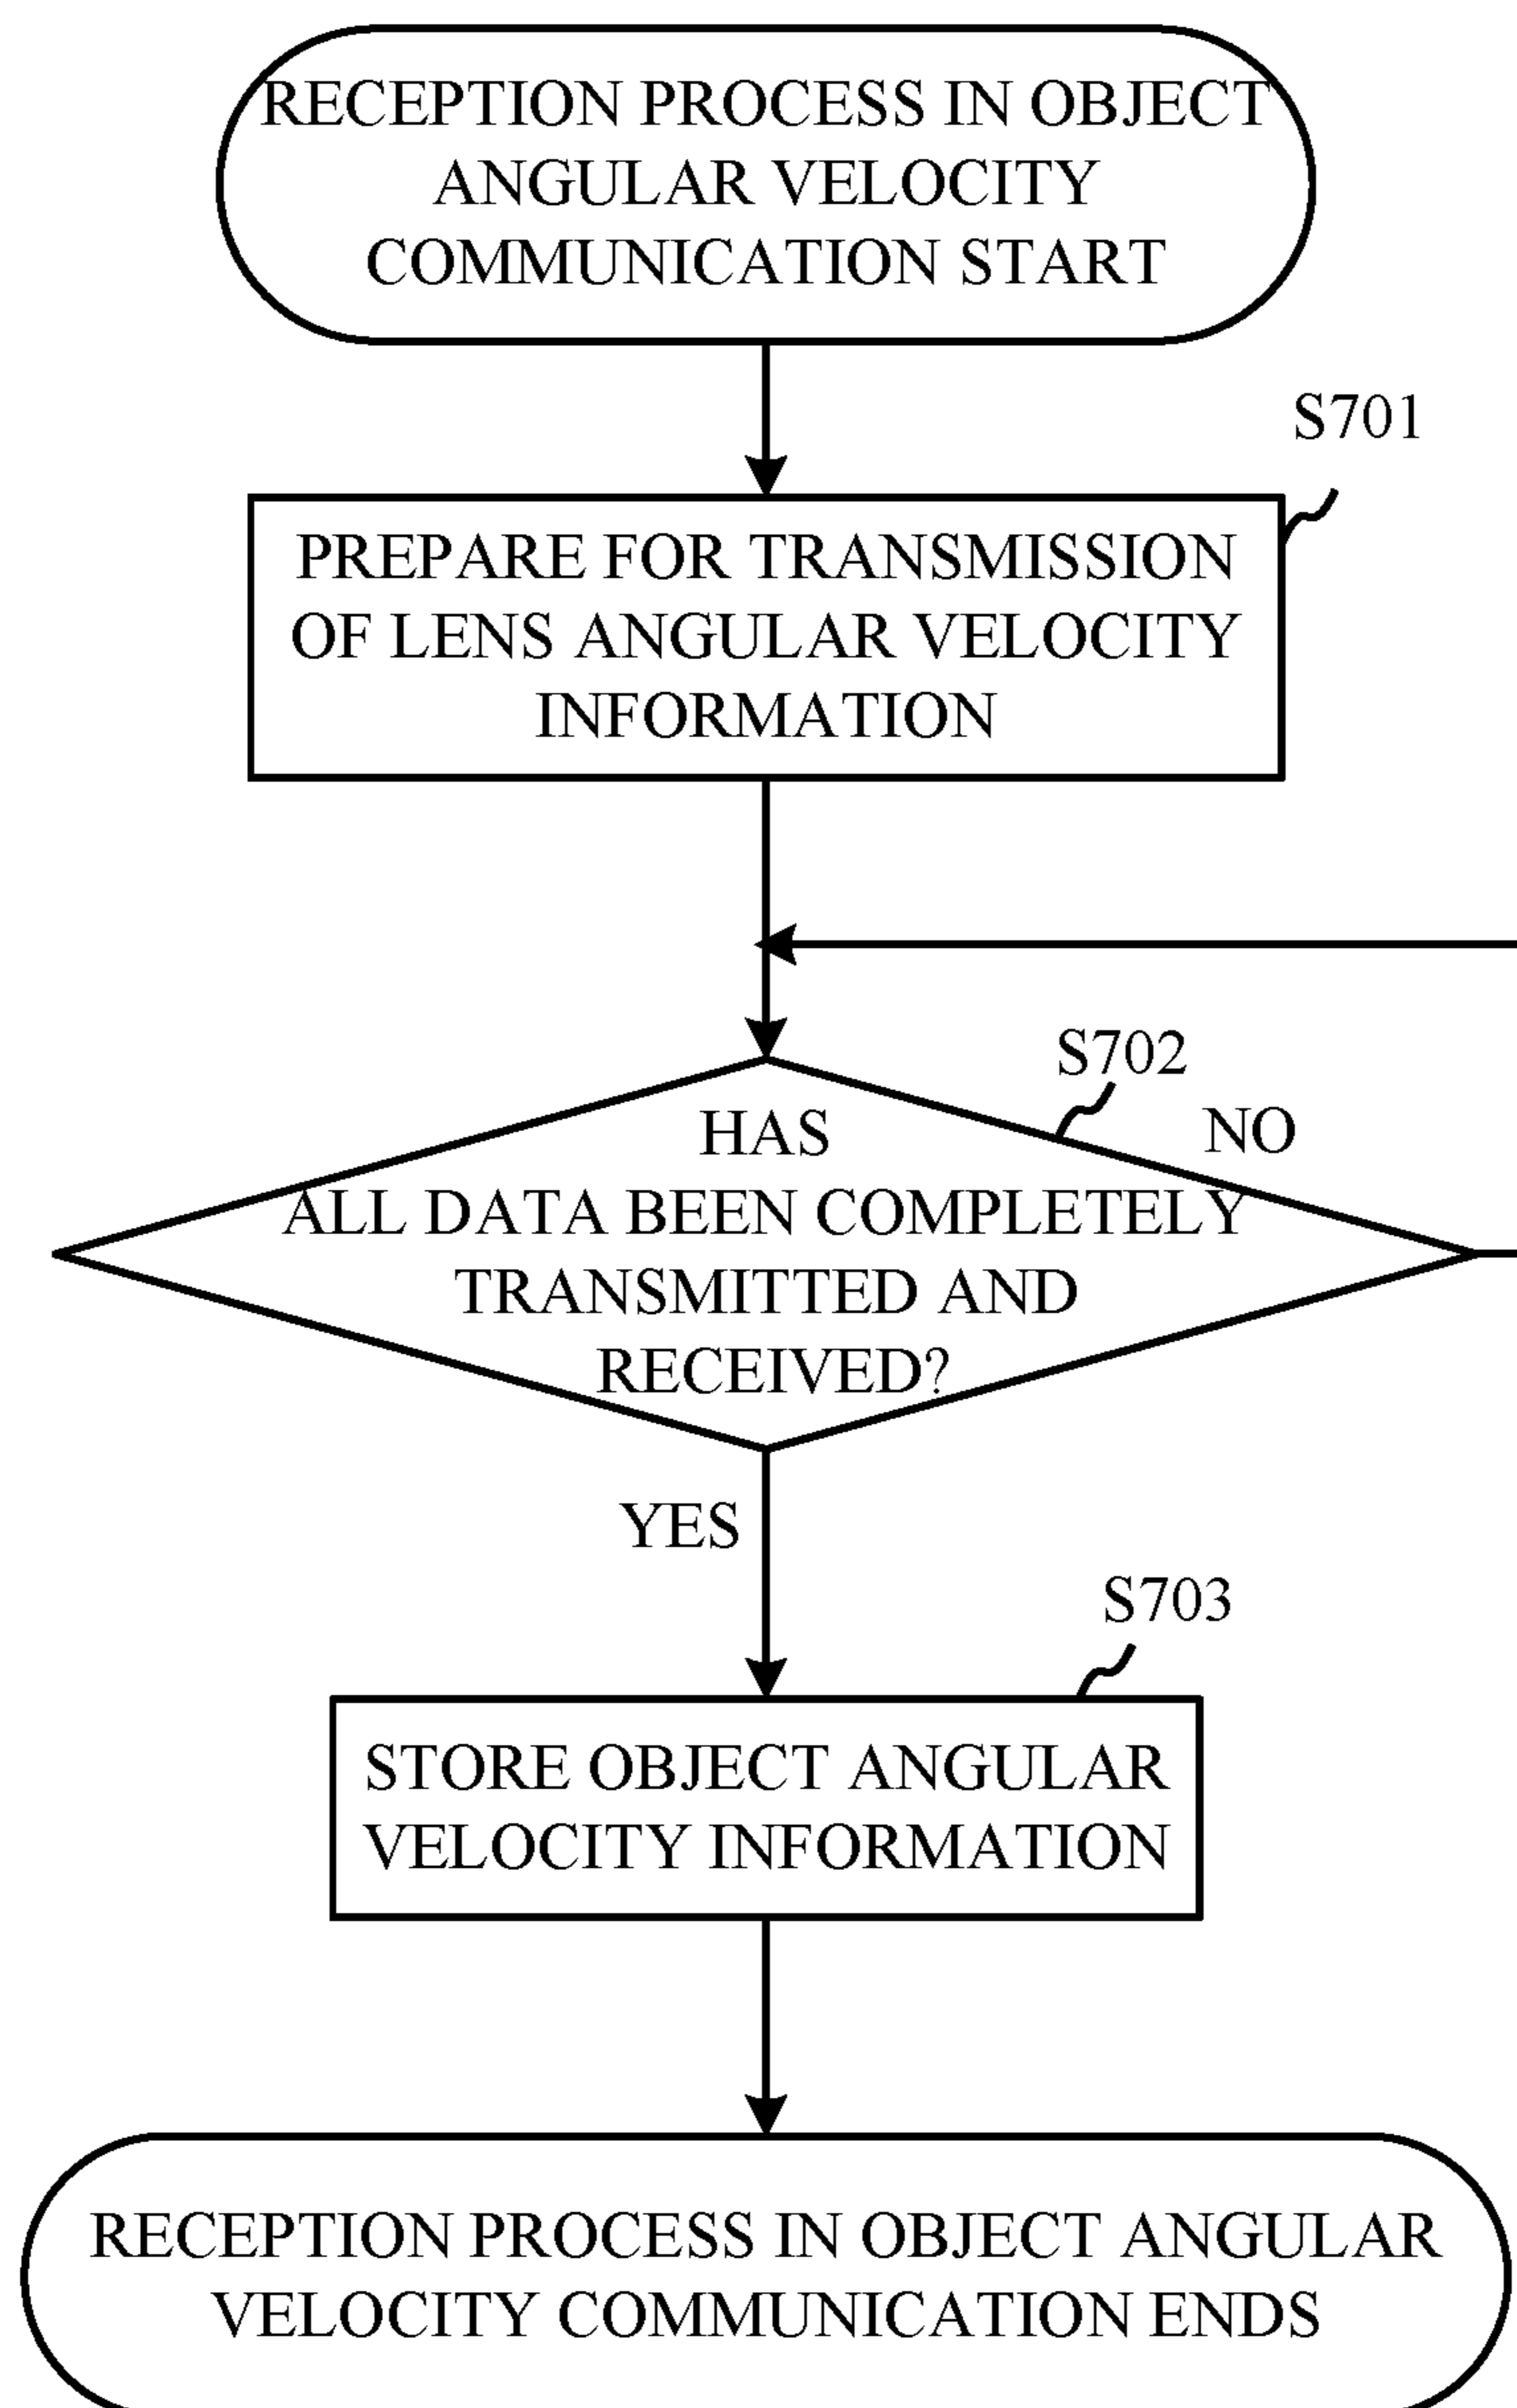 RECEPTION PROCESS IN OBJECT
ANGULAR VELOCITY
COMMUNICATION START
S701
PREPARE FOR TRANSMISSION
OF LENS ANGULAR VELOCITY
INFORMATION
S702
NO
HAS
ALL DATA BEEN COMPLETELY
TRANSMITTED AND
RECEIVED?
YES
S703
STORE OBJECT ANGULAR
VELOCITY INFORMATION
RECEPTION PROCESS IN OBJECT ANGULAR
VELOCITY COMMUNICATION ENDS